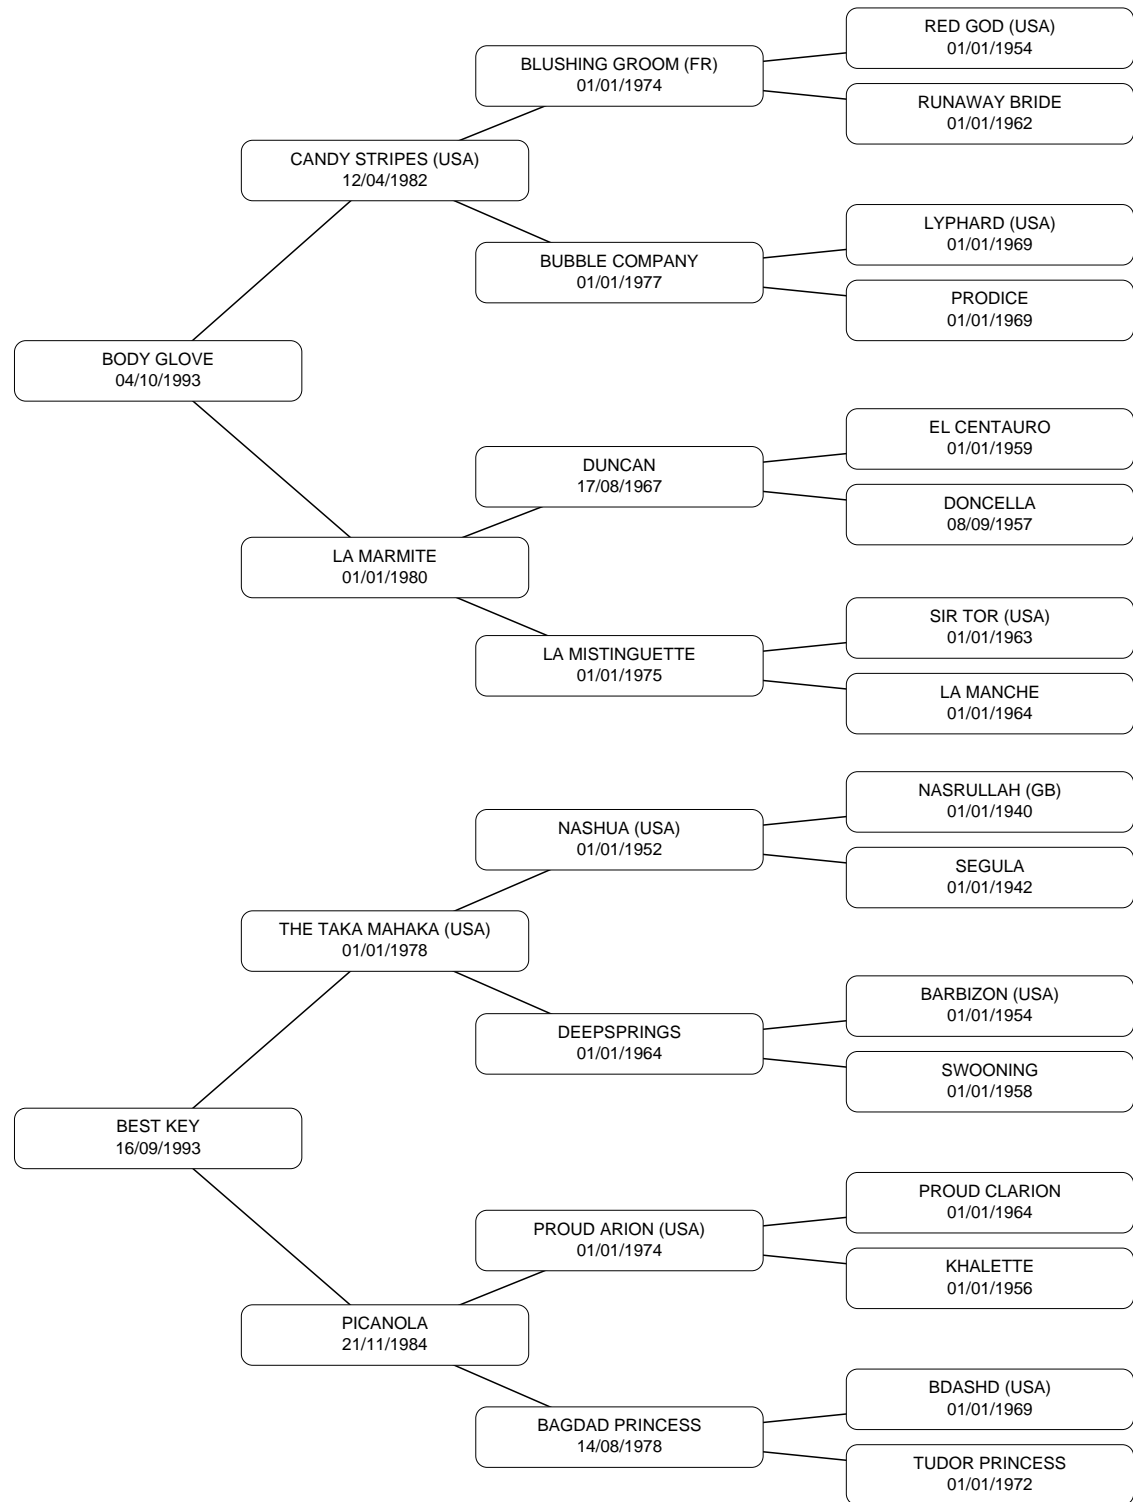 RED GOD (USA)
01/01/1954
BLUSHING GROOM (FR)
01/01/1974
RUNAWAY BRIDE
01/01/1962
CANDY STRIPES (USA)
12/04/1982
LYPHARD (USA)
01/01/1969
BUBBLE COMPANY
01/01/1977
PRODICE
01/01/1969
BODY GLOVE
04/10/1993
EL CENTAURO
01/01/1959
DUNCAN
17/08/1967
DONCELLA
08/09/1957
LA MARMITE
01/01/1980
SIR TOR (USA)
01/01/1963
LA MISTINGUETTE
01/01/1975
LA MANCHE
01/01/1964
NASRULLAH (GB)
01/01/1940
NASHUA (USA)
01/01/1952
SEGULA
01/01/1942
THE TAKA MAHAKA (USA)
01/01/1978
BARBIZON (USA)
01/01/1954
DEEPSPRINGS
01/01/1964
SWOONING
01/01/1958
BEST KEY
16/09/1993
PROUD CLARION
01/01/1964
PROUD ARION (USA)
01/01/1974
KHALETTE
01/01/1956
PICANOLA
21/11/1984
BDASHD (USA)
01/01/1969
BAGDAD PRINCESS
14/08/1978
TUDOR PRINCESS
01/01/1972